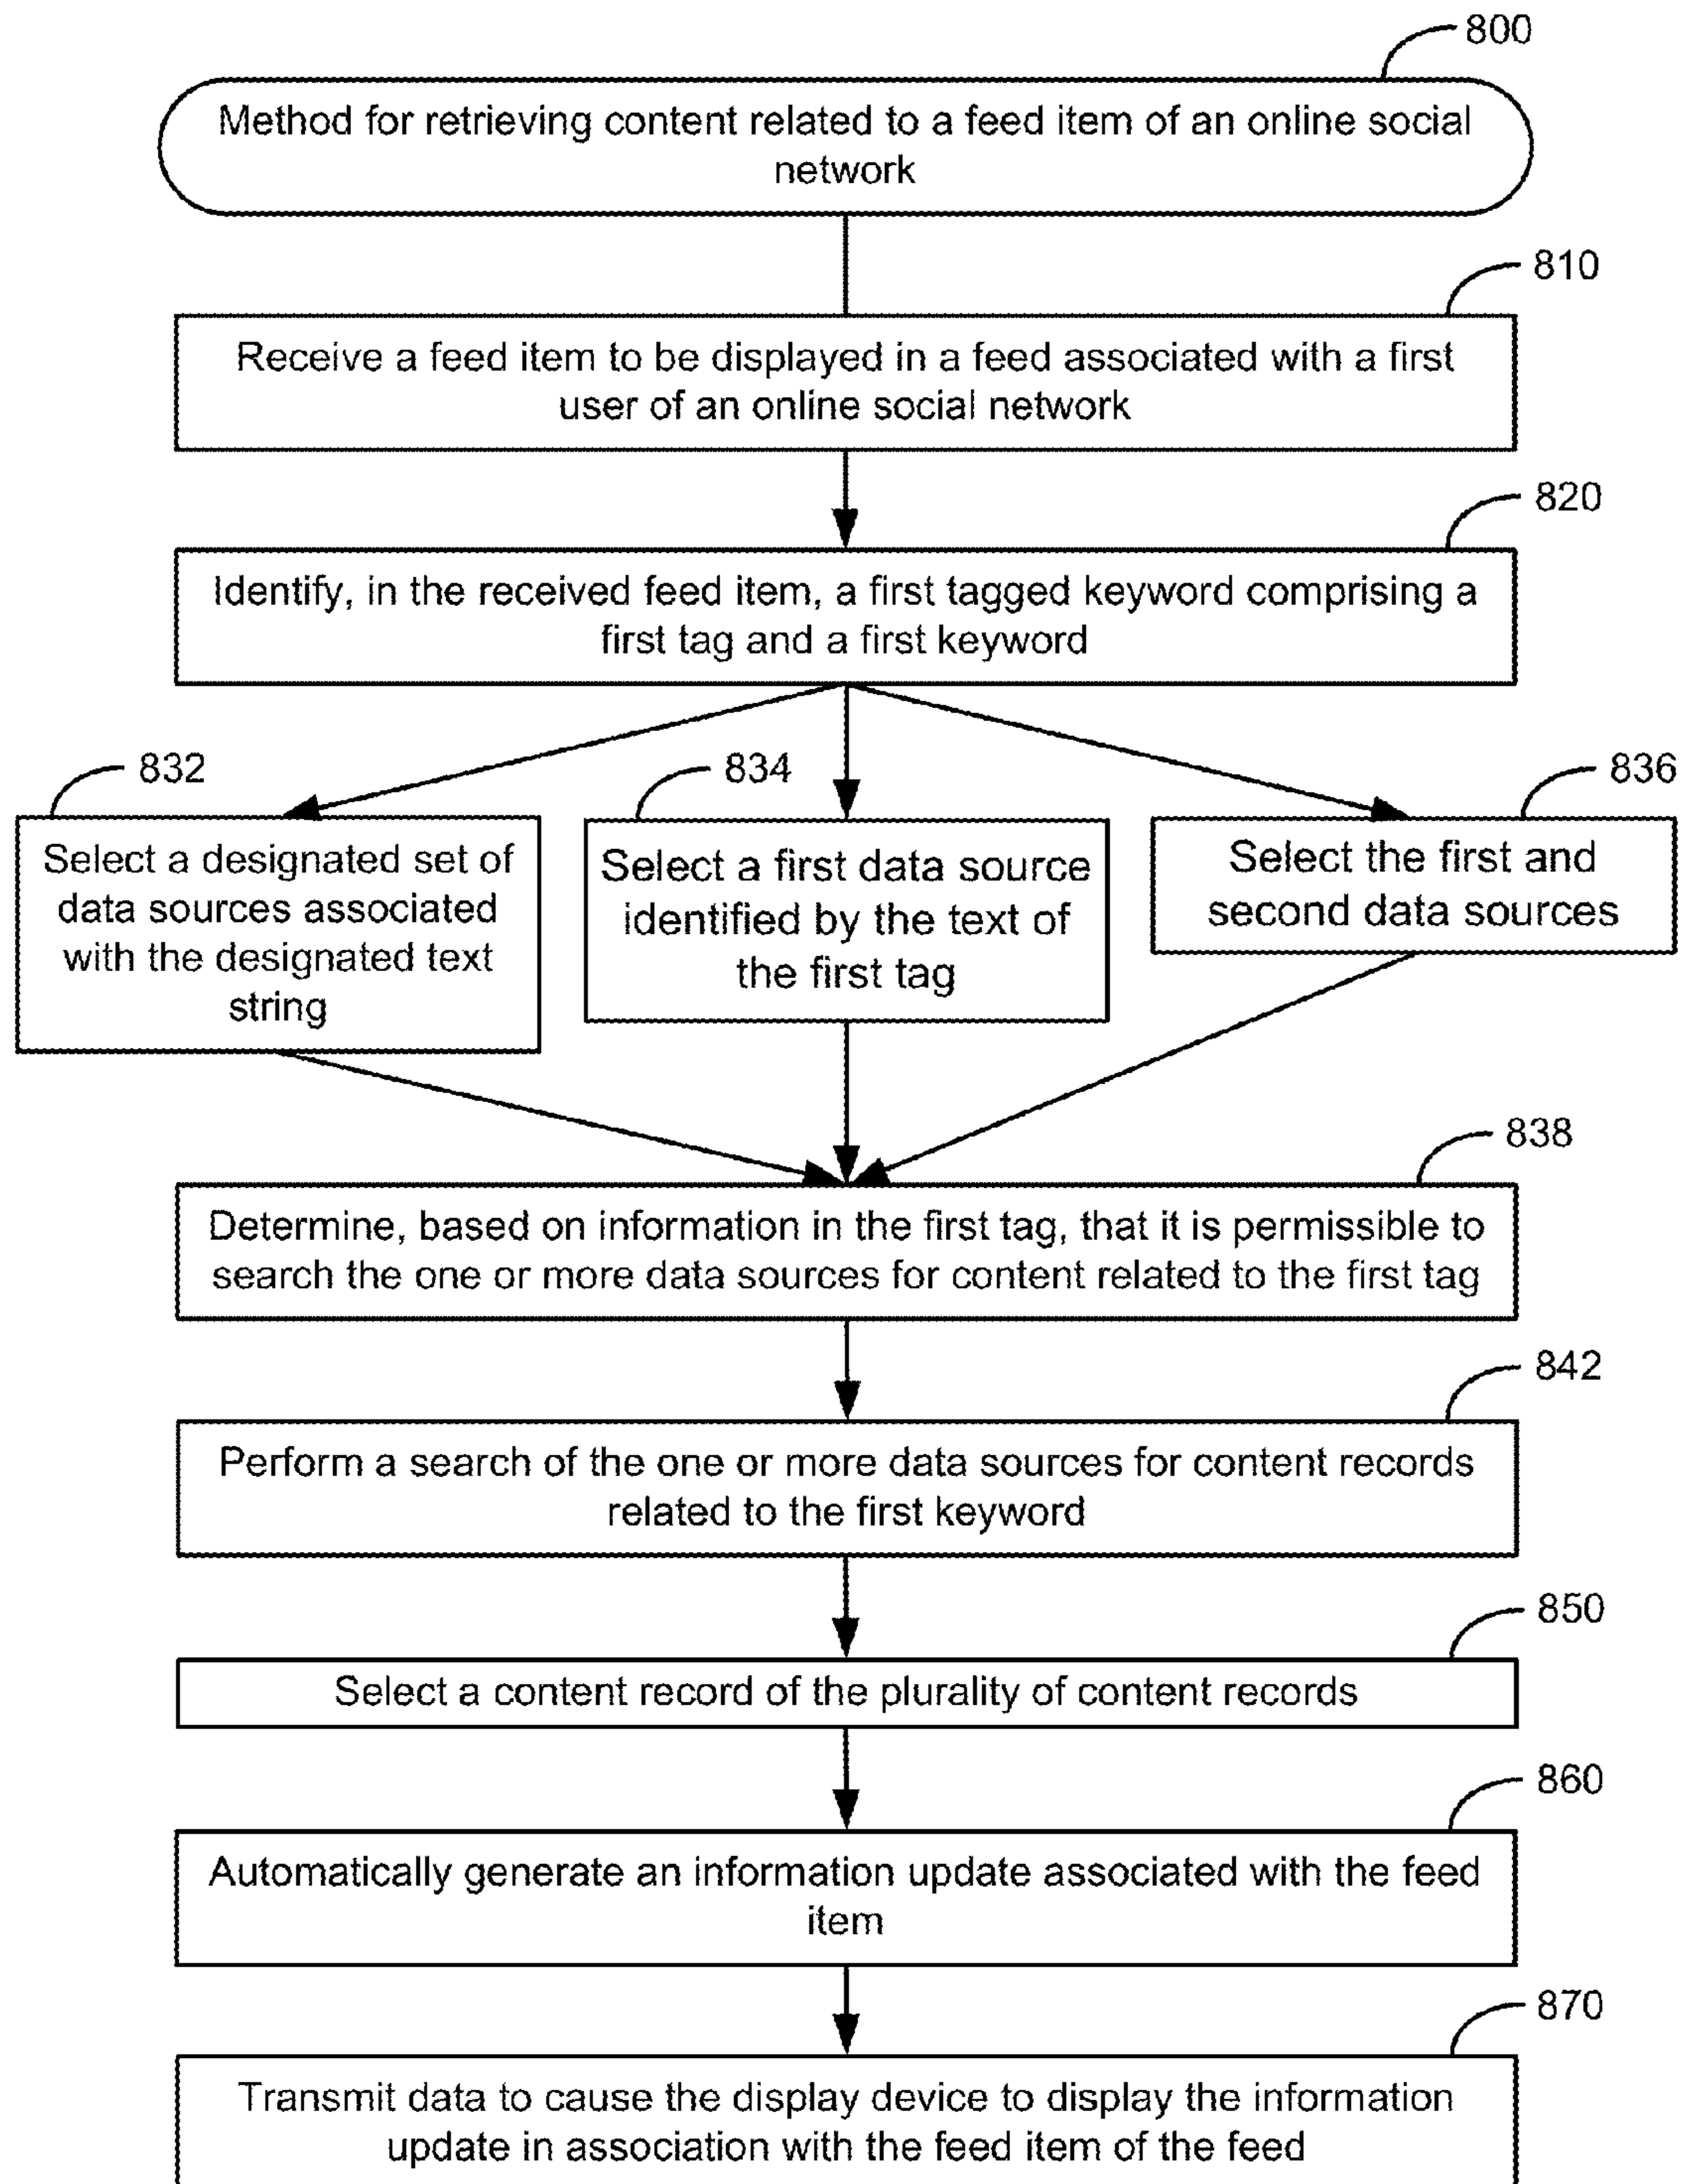 800
Method for retrieving content related to a feed item of an online social
network
810
Receive a feed item to be displayed in a feed associated with a first
user of an online social network
820
Identify, in the received feed item, a first tagged keyword comprising a
first tag and a first keyword
832
Select a designated set of
data sources associated
with the designated text
string
834
Select a first data source
identified by the text of
the first tag
836
Select the first and
second data sources
838
Determine, based on information in the first tag, that it is permissible to
search the one or more data sources for content related to the first tag
842
Perform a search of the one or more data sources for content records
related to the first keyword
850
Select a content record of the plurality of content records
860
Automatically generate an information update associated with the feed
item
870
Transmit data to cause the display device to display the information
update in association with the feed item of the feed